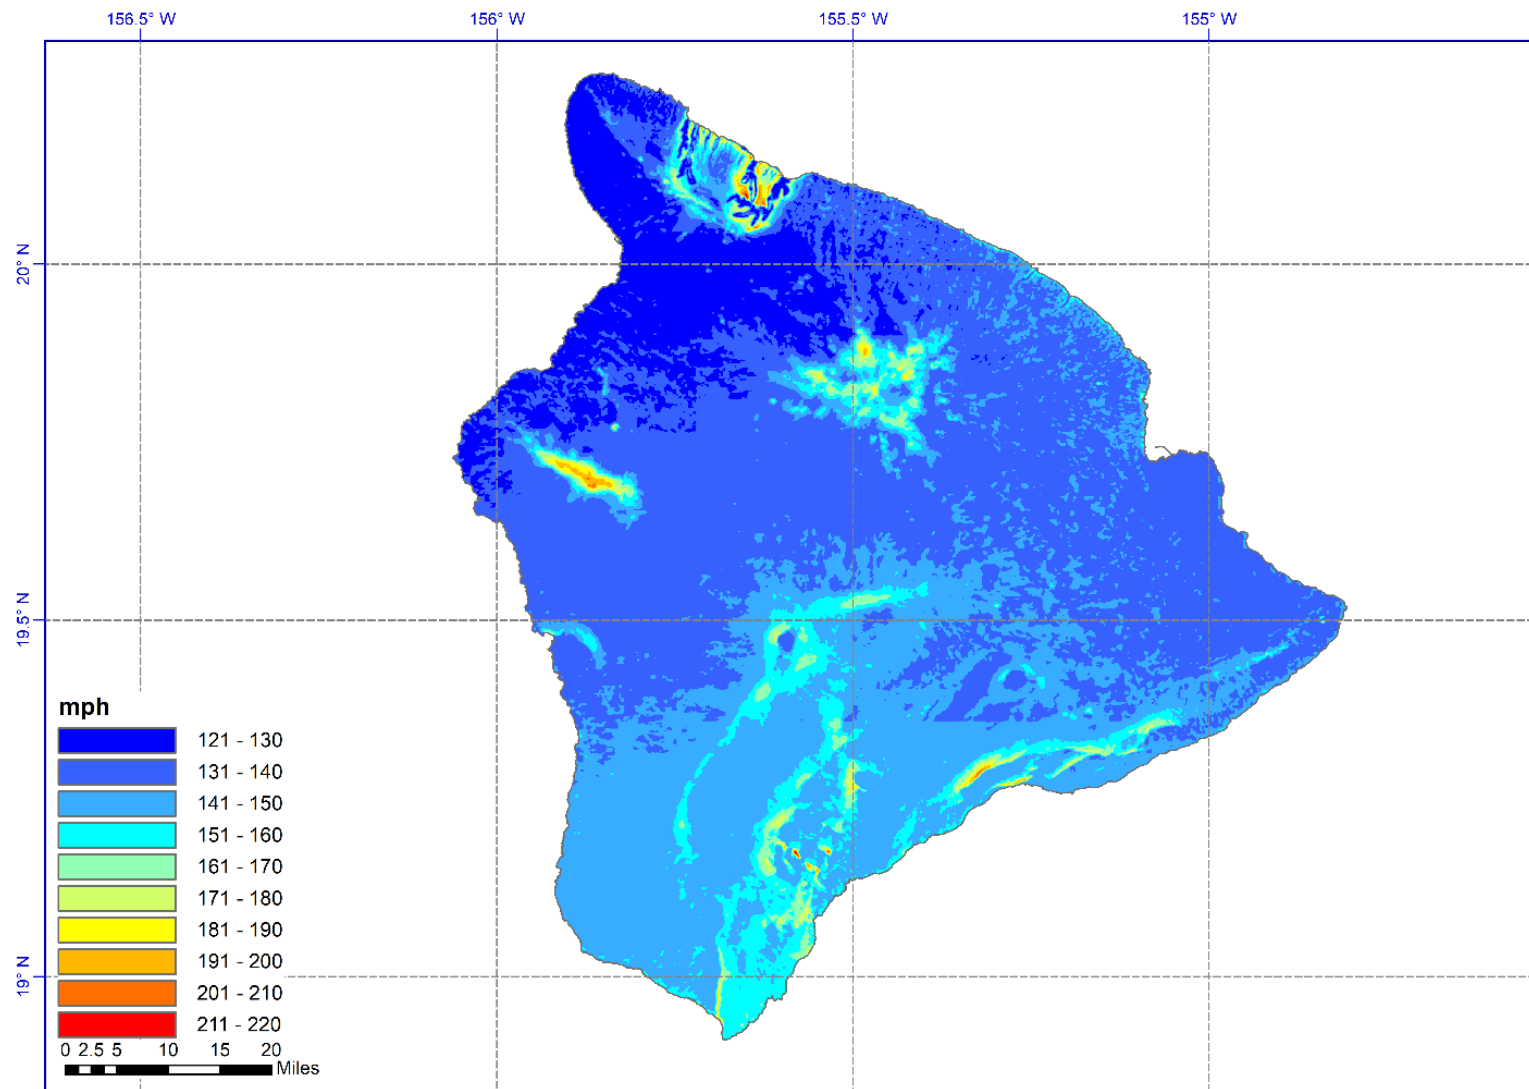 156.5° W 156° W 155.5° W 155° W
20° N
19.5° N
19° N
mph
121 - 130
131 - 140
141 - 150
151 - 160
161 - 170
171 - 180
181 - 190
191 - 200
201 - 210
211 - 220
0 2.5 5 10 15 20
Miles